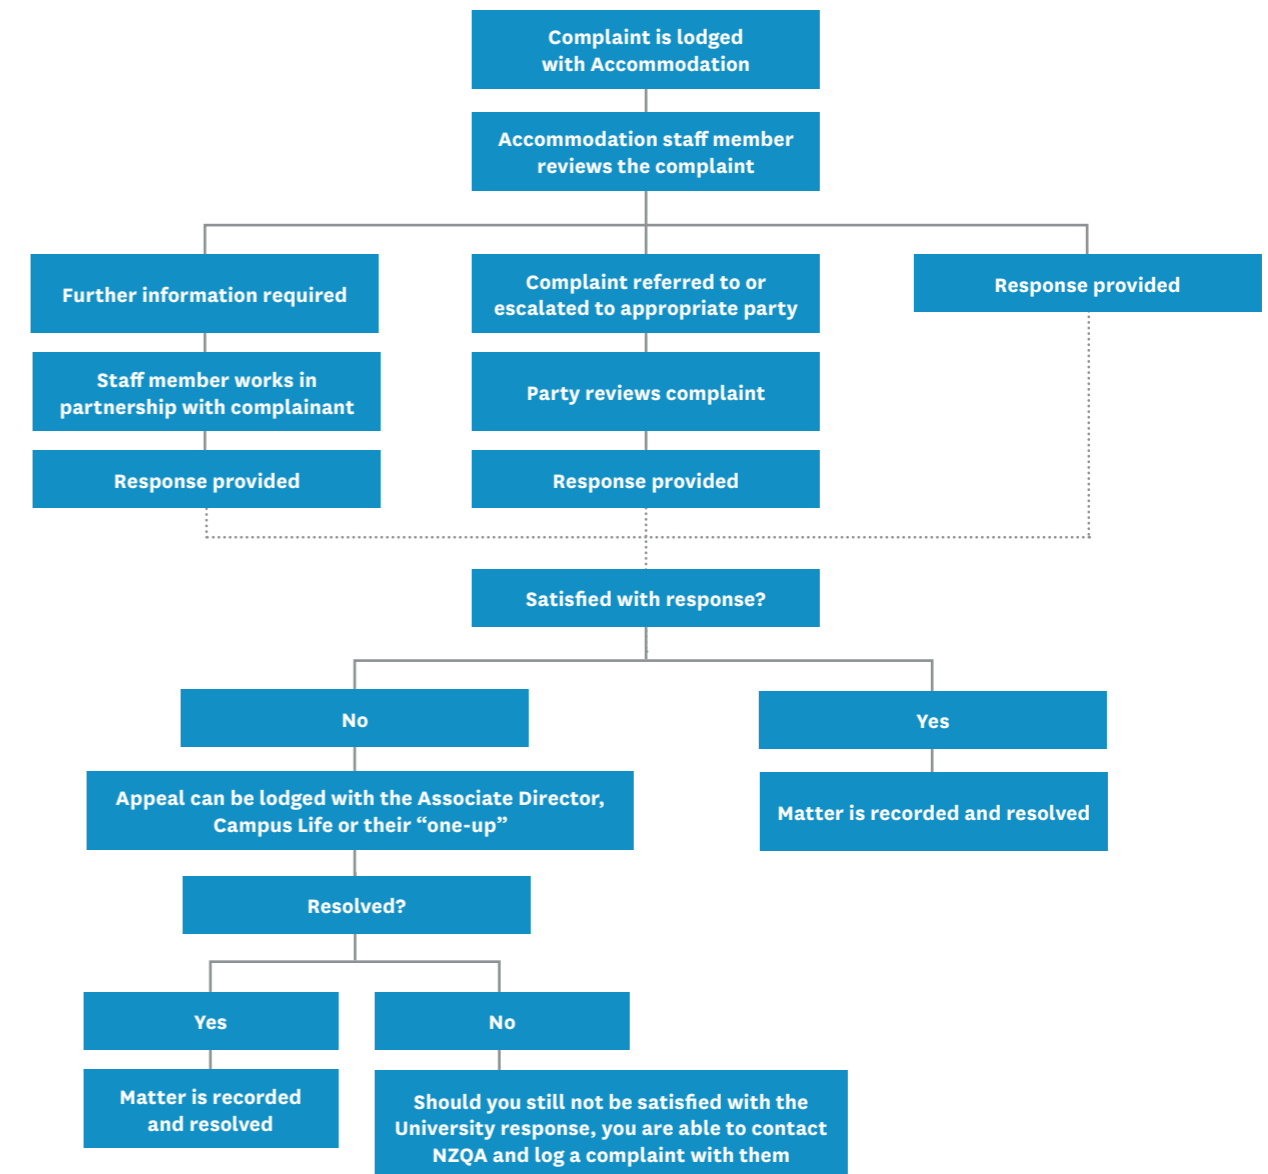 Complaint is lodged
with Accommodation
Accommodation staff member
reviews the complaint
Further information required
Complaint referred to or
escalated to appropriate party
Response provided
Staff member works in
partnership with complainant
Party reviews complaint
Response provided
Response provided
Satisfied with response?
No
Yes
Appeal can be lodged with the Associate Director,
Campus Life or their “one-up”
Matter is recorded and resolved
Resolved?
Yes
No
Matter is recorded
and resolved
Should you still not be satisfied with the
University response, you are able to contact
NZQA and log a complaint with them